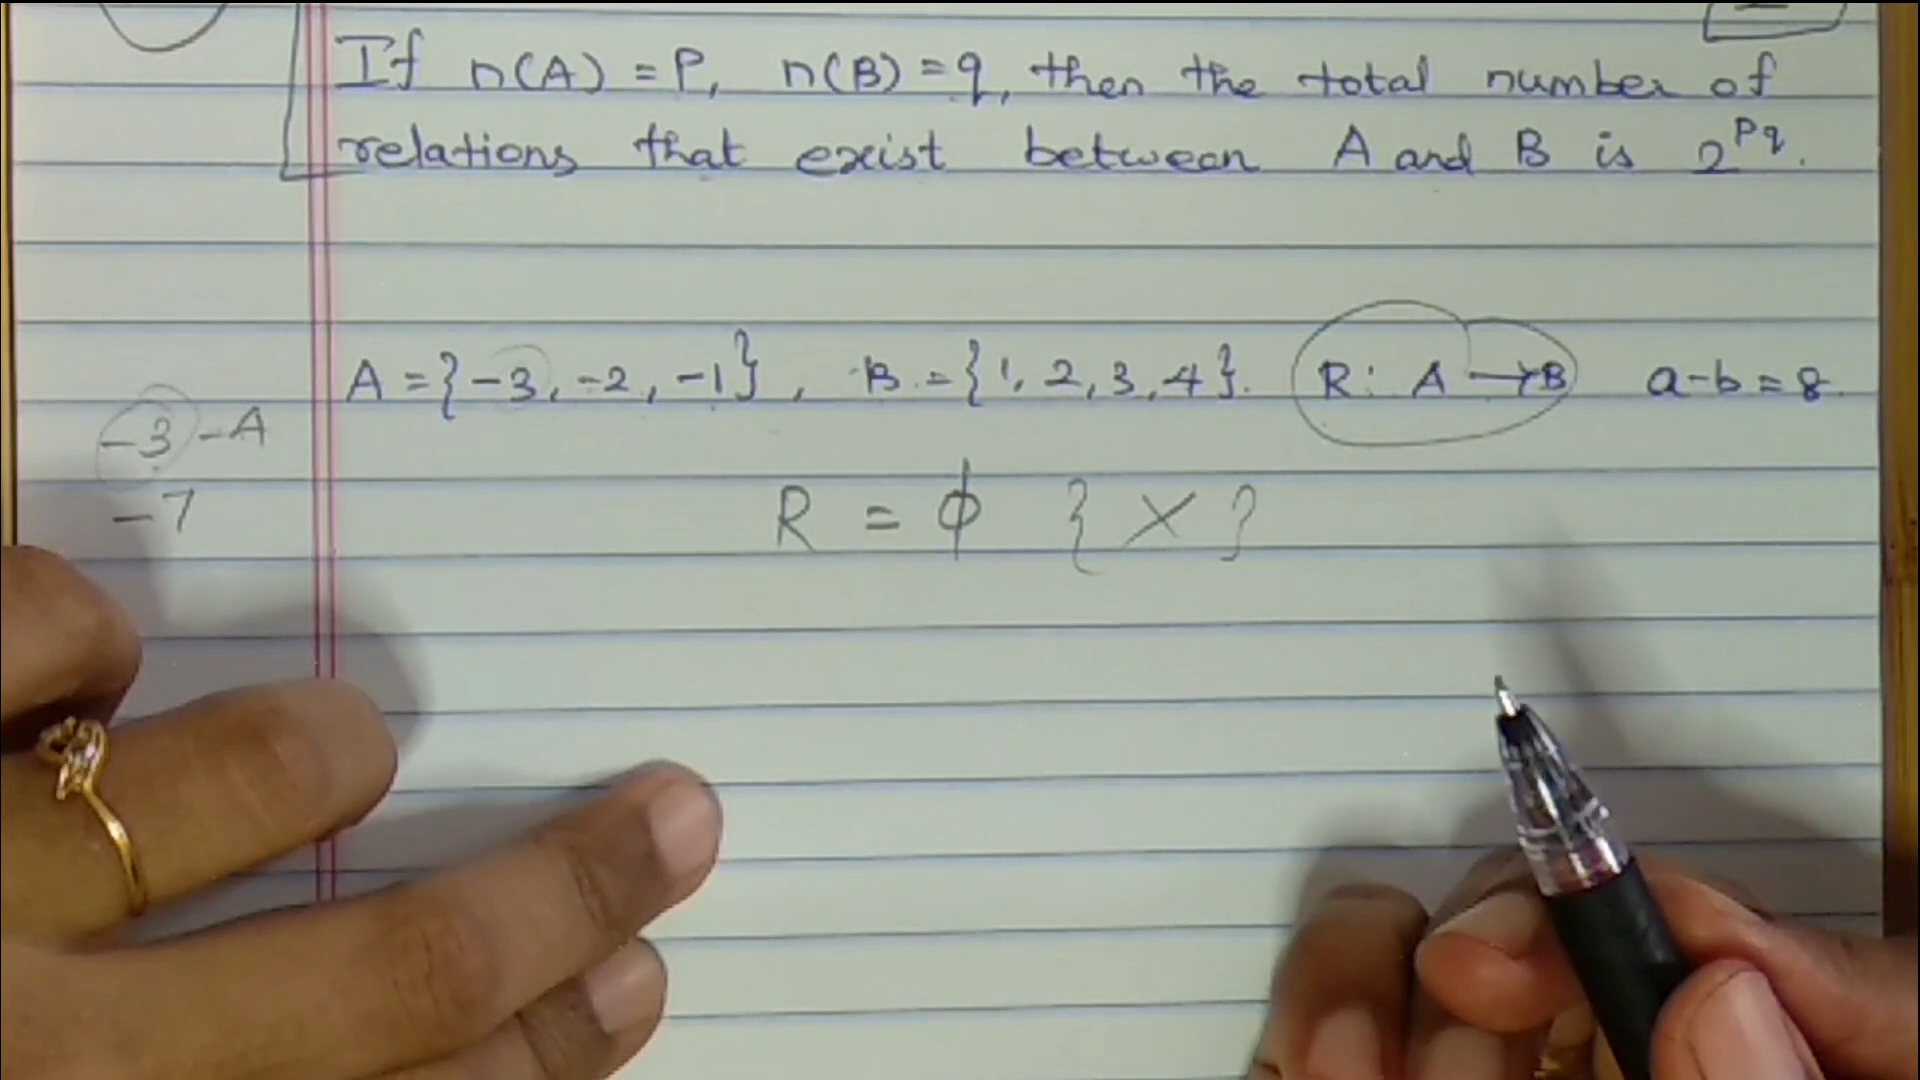 If n(A) = P, n(B) = q, then the total number of
relations that exist between A and B is 2^pq.
A = {-3, -2, -1}, B = {1, 2, 3, 4}. R: A → B a-b = 8.
-3 - A
-7
R = ϕ { X }